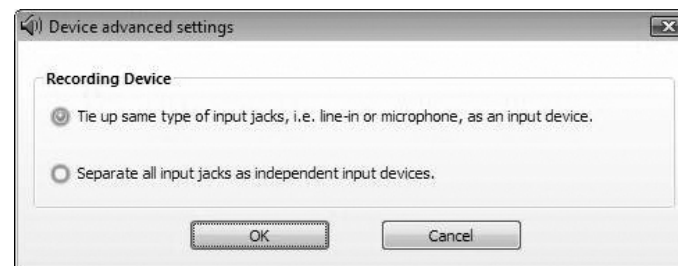 Device advanced settings
Recording Device
Tie up same type of input jacks, i.e. line-in or microphone, as an input device.
Separate all input jacks as independent input devices.
OK
Cancel